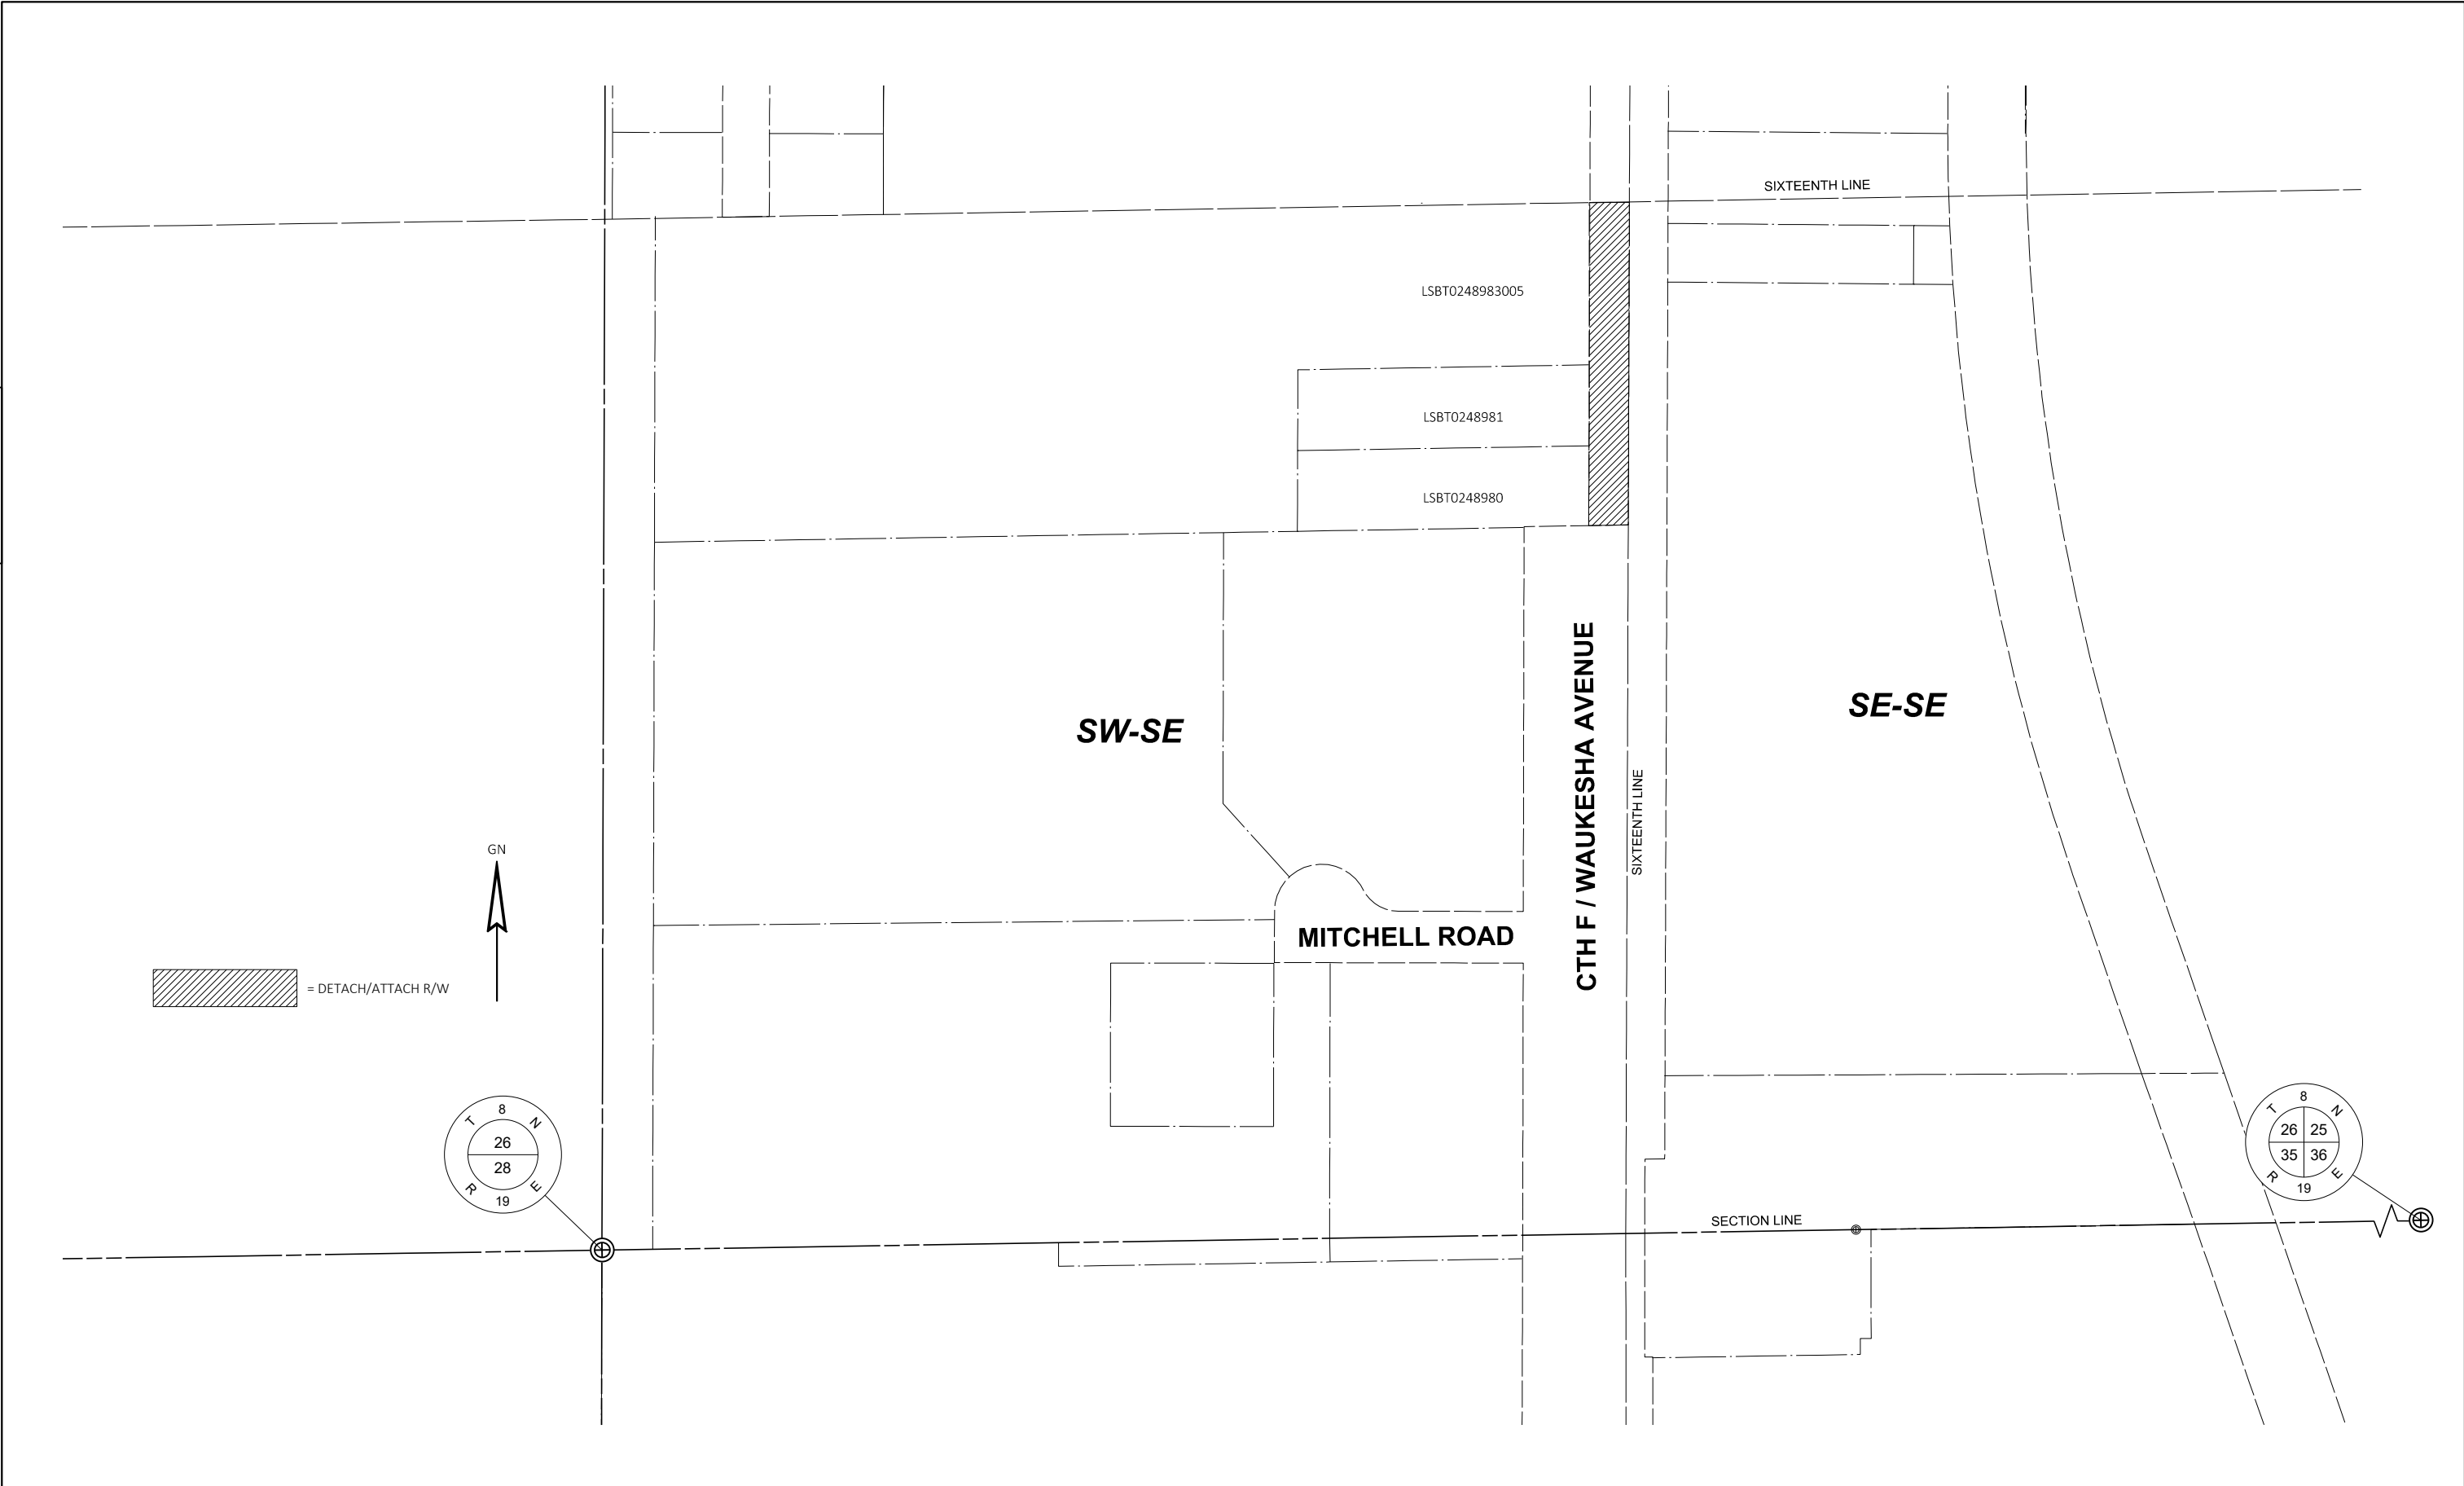 SIXTEENTH LINE
LSBT0248983005
LSBT0248981
LSBT0248980
CTH F / WAUKESHA AVENUE
SW-SE
SE-SE
SIXTEENTH LINE
GN
MITCHELL ROAD
= DETACH/ATTACH R/W
T 8 N
26
28
R 19 E
T 8 N
26 25
35 36
R 19 E
SECTION LINE